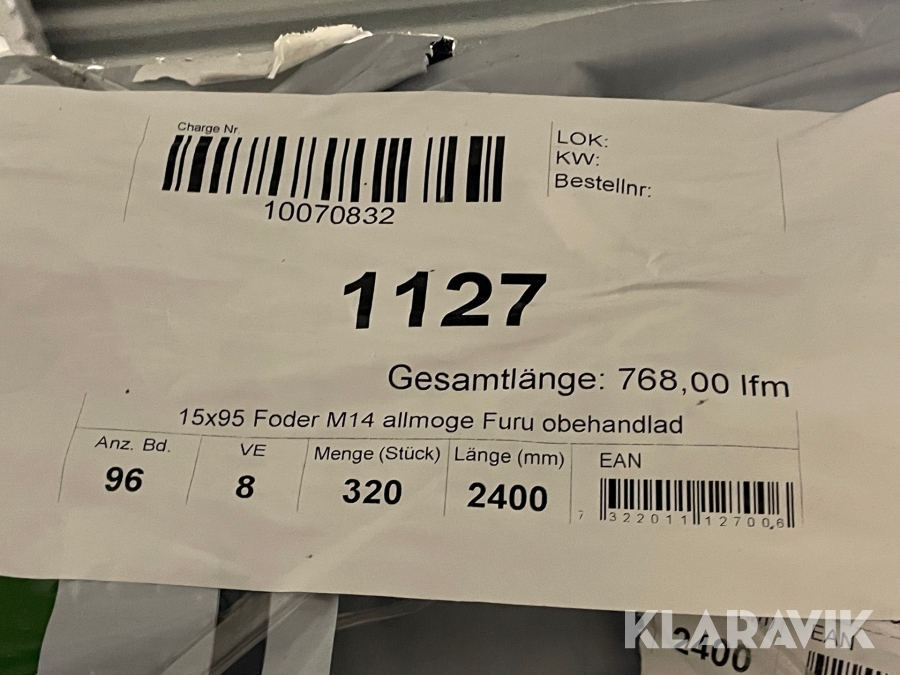 Charge Nr.
10070832
LOK:
KW:
Bestellnr:
1127
Gesamtlänge: 768,00 lfm
15x95 Foder M14 allmoge Furu obehandlad
Anz. Bd.
96
VE
8
Menge (Stück)
320
Länge (mm)
2400
EAN
7 322011 127006
KLARAVIK
2400
EAN